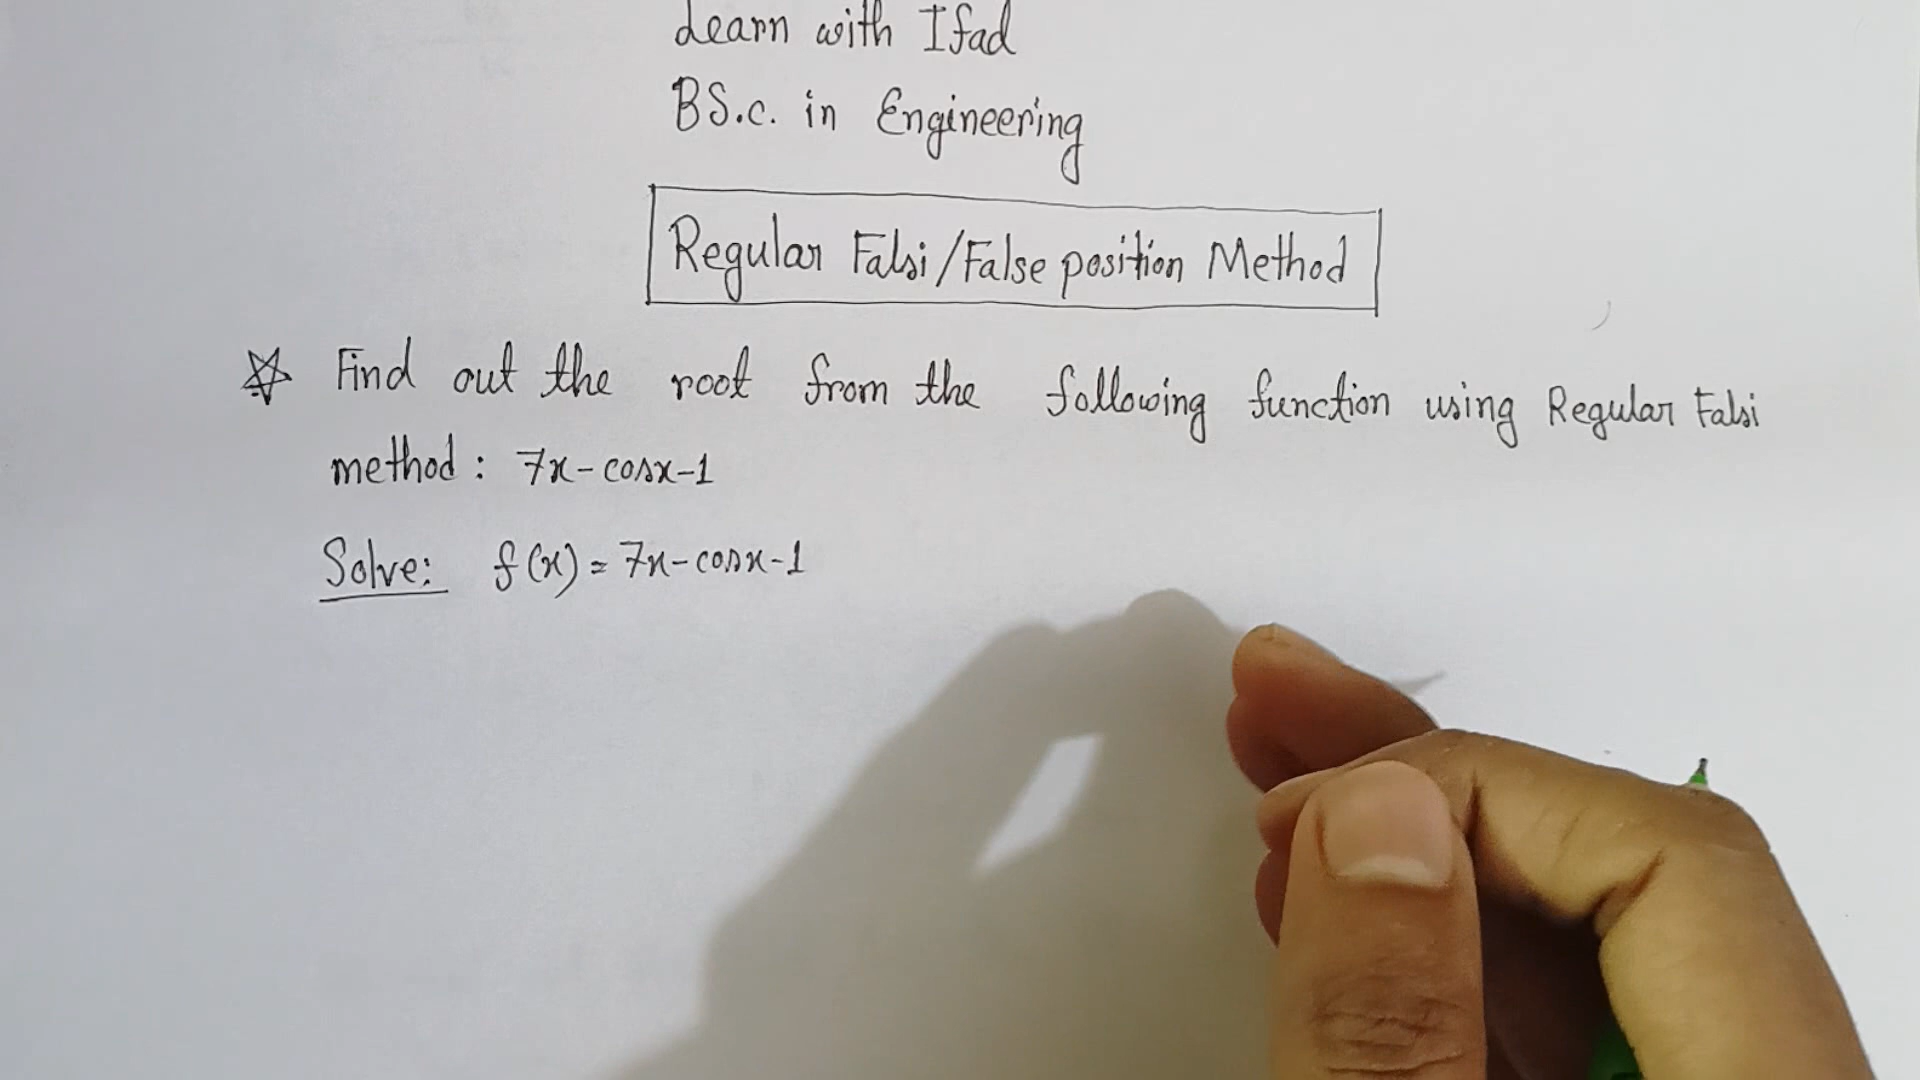 Learn with Ifad
BS.c. in Engineering
Regular Falsi/False position Method
☆ Find out the root from the following function using Regular Falsi
method: 7x-cosx-1
Solve: f(x) = 7x-cosx-1